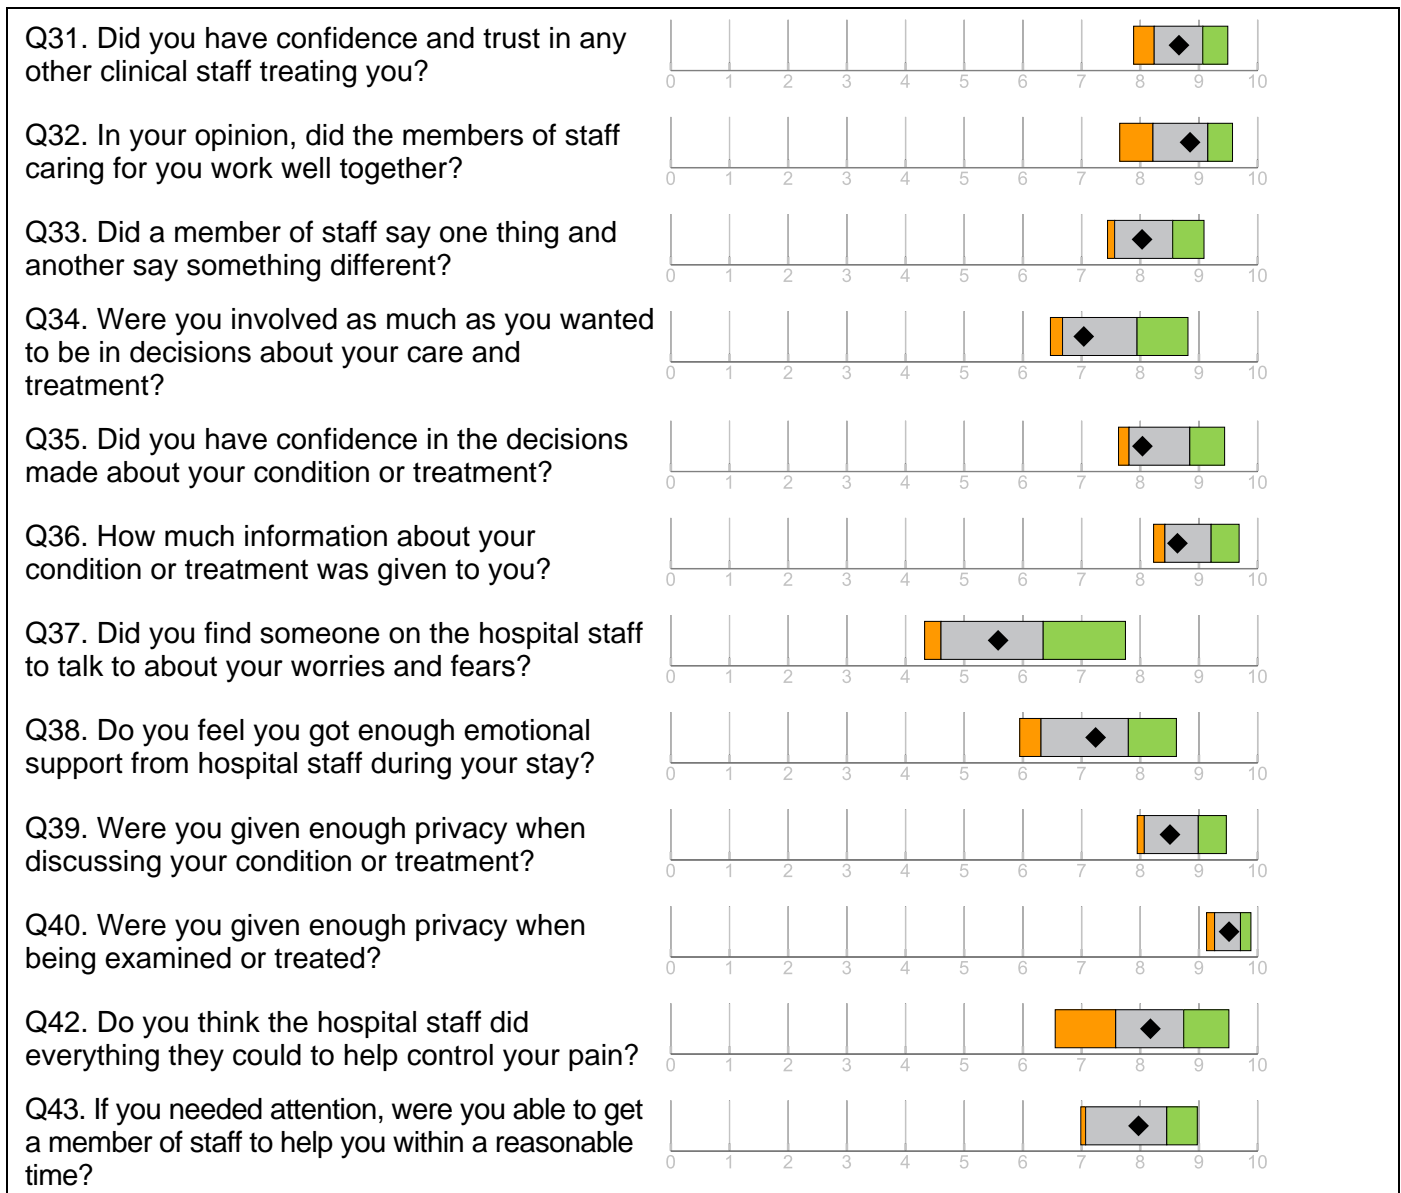 Q31. Did you have confidence and trust in any
other clinical staff treating you?
0 1 2 3 4 5 6 7 8 9 10
Q32. In your opinion, did the members of staff
caring for you work well together?
0 1 2 3 4 5 6 7 8 9 10
Q33. Did a member of staff say one thing and
another say something different?
0 1 2 3 4 5 6 7 8 9 10
Q34. Were you involved as much as you wanted
to be in decisions about your care and
treatment?
0 1 2 3 4 5 6 7 8 9 10
Q35. Did you have confidence in the decisions
made about your condition or treatment?
0 1 2 3 4 5 6 7 8 9 10
Q36. How much information about your
condition or treatment was given to you?
0 1 2 3 4 5 6 7 8 9 10
Q37. Did you find someone on the hospital staff
to talk to about your worries and fears?
0 1 2 3 4 5 6 7 8 9 10
Q38. Do you feel you got enough emotional
support from hospital staff during your stay?
0 1 2 3 4 5 6 7 8 9 10
Q39. Were you given enough privacy when
discussing your condition or treatment?
0 1 2 3 4 5 6 7 8 9 10
Q40. Were you given enough privacy when
being examined or treated?
0 1 2 3 4 5 6 7 8 9 10
Q42. Do you think the hospital staff did
everything they could to help control your pain?
0 1 2 3 4 5 6 7 8 9 10
Q43. If you needed attention, were you able to get
a member of staff to help you within a reasonable
time?
0 1 2 3 4 5 6 7 8 9 10